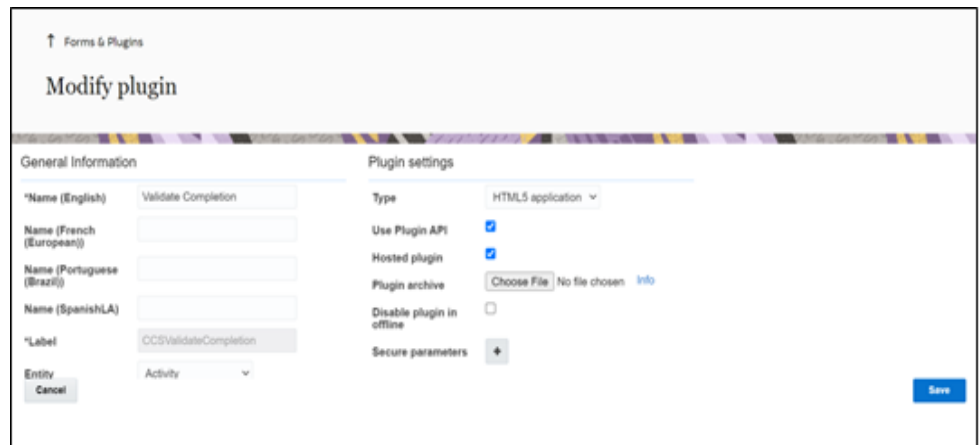 ↑ Forms & Plugins
Modify plugin
General Information
*Name (English) Validate Completion
Name (French
(European))
Name (Portuguese
(Brazil))
Name (SpanishLA)
*Label CCSValidateCompletion
Entity Activity
Cancel
Plugin settings
Type HTML5 application
Use Plugin API
Hosted plugin
Plugin archive Choose File No file chosen Info
Disable plugin in
offline
Secure parameters +
Save